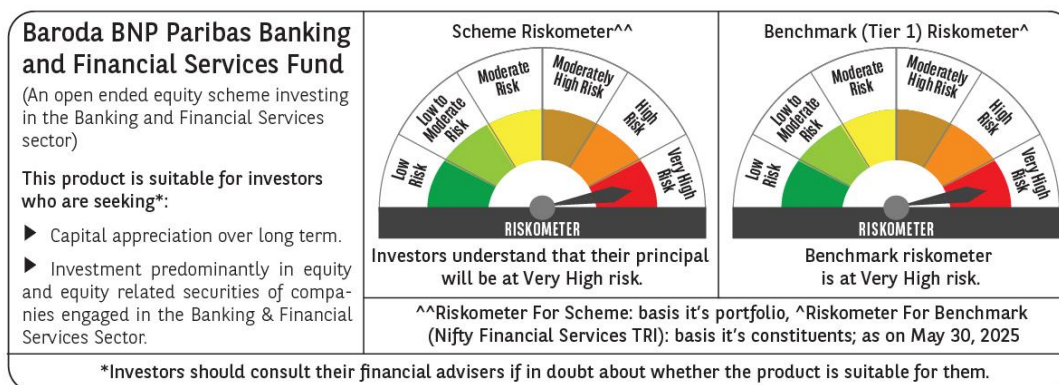 Baroda BNP Paribas Banking
and Financial Services Fund
(An open ended equity scheme investing
in the Banking and Financial Services
sector)
This product is suitable for investors
who are seeking*:
▶ Capital appreciation over long term.
▶ Investment predominantly in equity
and equity related securities of compa-
nies engaged in the Banking & Financial
Services Sector.
Scheme Riskometer^^
Low
Risk
Low to
Moderate
Risk
Moderate
Risk
Moderately
High Risk
High
Risk
Very High
Risk
RISKOMETER
Investors understand that their principal
will be at Very High risk.
Benchmark (Tier 1) Riskometer^
Low
Risk
Low to
Moderate
Risk
Moderate
Risk
Moderately
High Risk
High
Risk
Very High
Risk
RISKOMETER
Benchmark riskometer
is at Very High risk.
^^Riskometer For Scheme: basis it's portfolio, ^Riskometer For Benchmark
(Nifty Financial Services TRI): basis it's constituents; as on May 30, 2025
*Investors should consult their financial advisers if in doubt about whether the product is suitable for them.